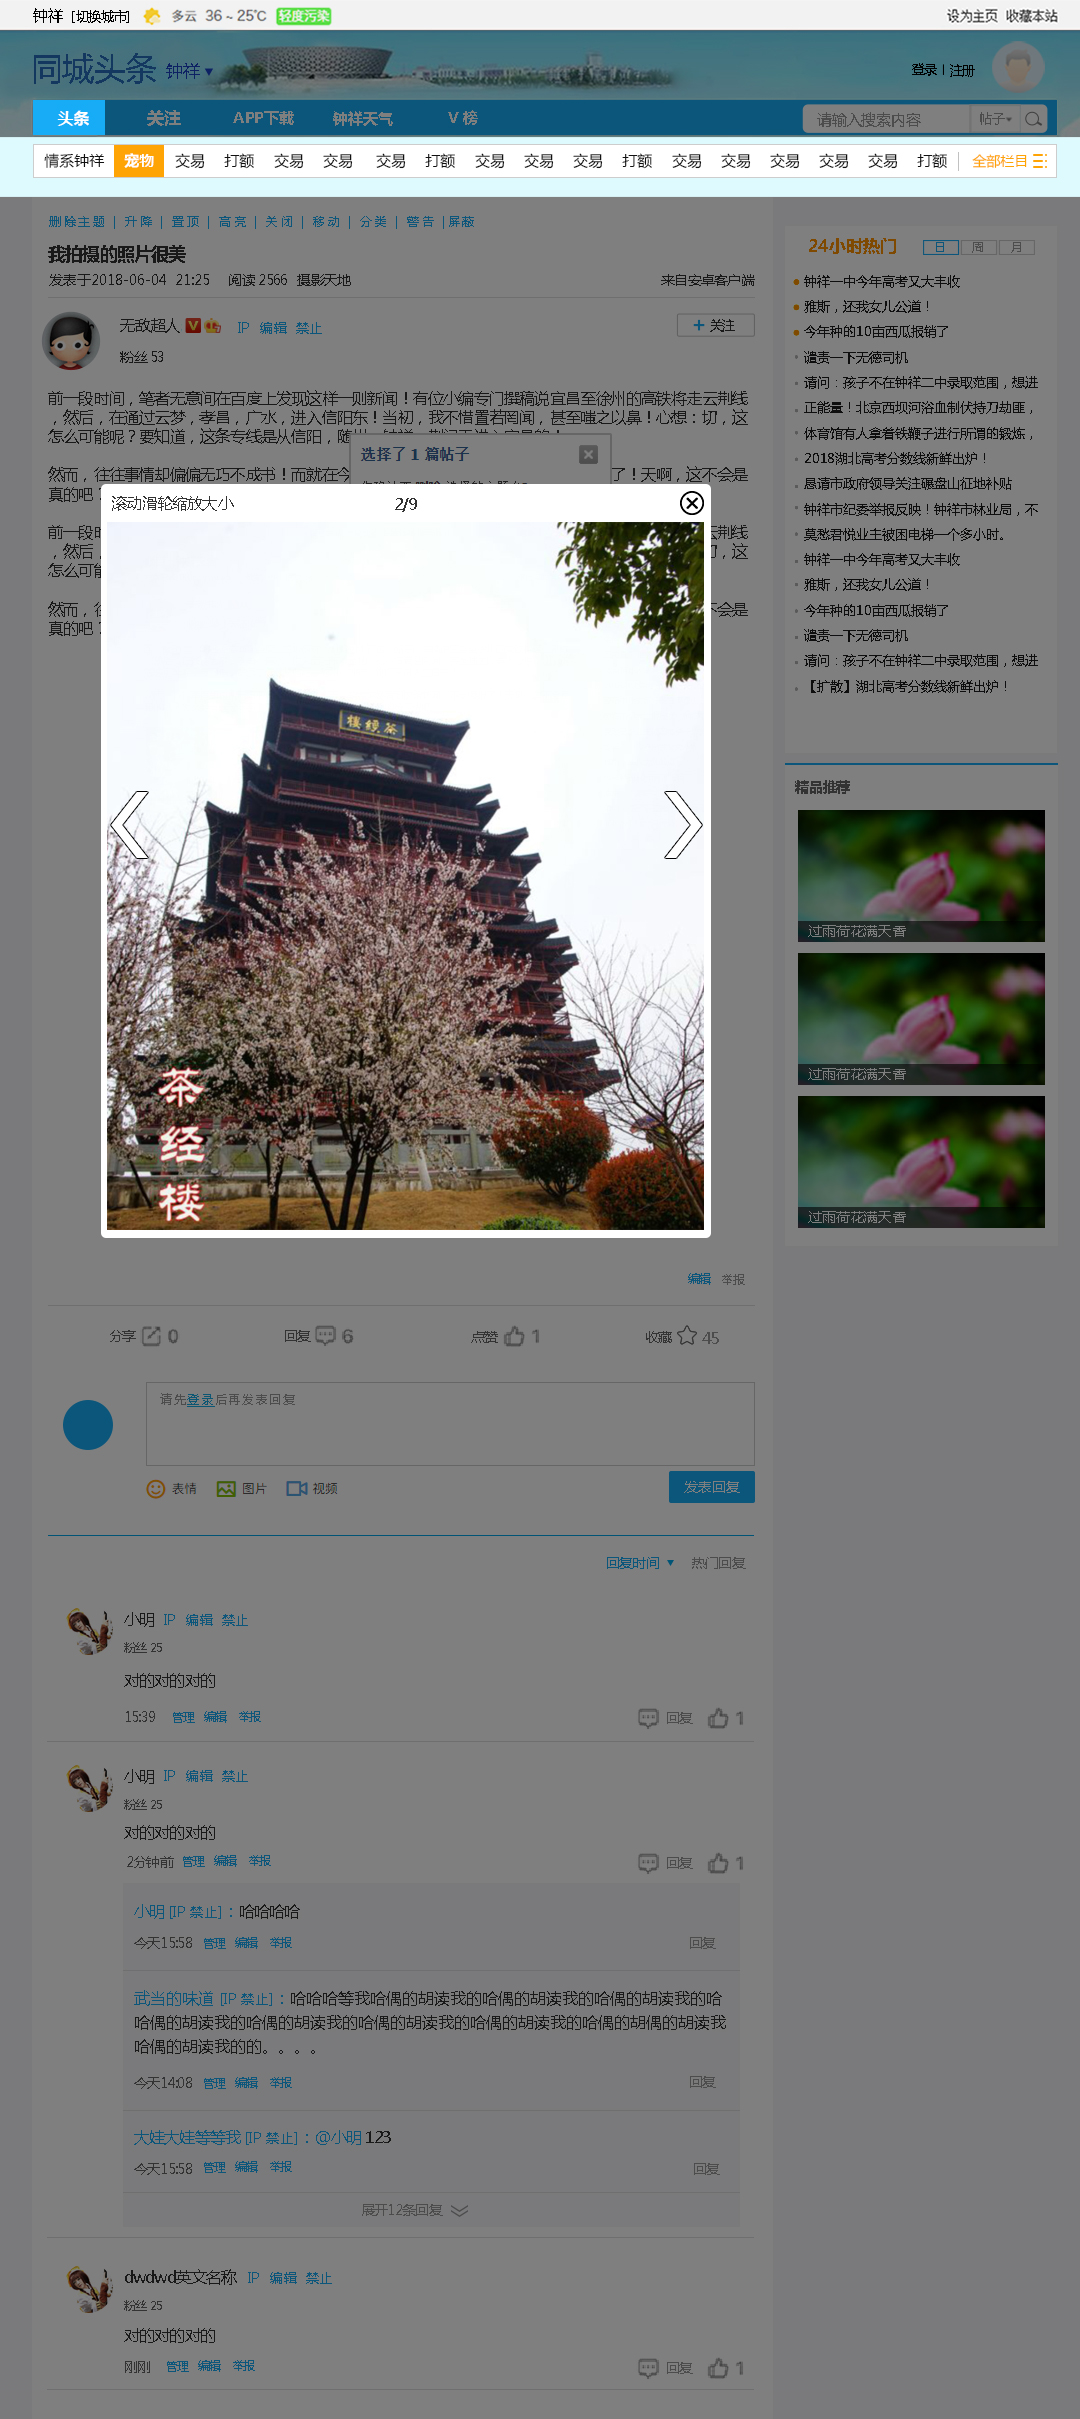 钟祥 [切换城市] 多云 36 ~ 25℃ 轻度污染 设为主页 收藏本站
同城头条 钟祥 ▾ 登录 | 注册
头条 关注 APP下载 钟祥天气 V 榜 请输入搜索内容 帖子▾
情系钟祥 宠物 交易 打额 交易 交易 交易 打额 交易 交易 交易 打额 交易 交易 交易 交易 交易 打额 全部栏目
删除主题 | 升降 | 置顶 | 高亮 | 关闭 | 移动 | 分类 | 警告 | 屏蔽
我拍摄的照片很美
发表于2018-06-04 21:25 阅读 2566 摄影天地 来自安卓客户端
无敌超人 V IP 编辑 禁止 + 关注
粉丝 53
前一段时间，笔者无意间在百度上发现这样一则新闻！有位小编专门撰稿说宜昌至徐州的高铁将走云荆线
，然后，在通过云梦，孝昌，广水，进入信阳东！当初，我不惜置若罔闻，甚至嗤之以鼻！心想：切，这
怎么可能呢？要知道，这条专线是从信阳，随
选择了 1 篇帖子
然而，往往事情却偏偏无巧不成书！而就在今
了！天啊，这不会是
真的吧？
滚动滑轮缩放大小 2/9
前一段时
云荆线
，然后，
切，这
怎么可能
然而，往
不会是
真的吧？
茶经楼
茶
经
楼
编辑 举报
分享 0 回复 6 点赞 1 收藏 45
请先登录后再发表回复
表情 图片 视频 发表回复
回复时间 ▾ 热门回复
小明 IP 编辑 禁止
粉丝 25
对的对的对的
15:39 管理 编辑 举报 回复 1
小明 IP 编辑 禁止
粉丝 25
对的对的对的
2分钟前 管理 编辑 举报 回复 1
小明 [IP 禁止]：哈哈哈哈
今天15:58 管理 编辑 举报 回复
武当的味道 [IP 禁止]：哈哈哈等我哈偶的胡读我的哈偶的胡读我的哈偶的胡读我的哈
哈偶的胡读我的哈偶的胡读我的哈偶的胡读我的哈偶的胡读我的哈偶的胡偶的胡读我
哈偶的胡读我的的。。。。
今天14:08 管理 编辑 举报 回复
大娃大娃等等我 [IP 禁止]：@小明 123
今天15:58 管理 编辑 举报 回复
展开12条回复
dwdwd英文名称 IP 编辑 禁止
粉丝 25
对的对的对的
刚刚 管理 编辑 举报 回复 1
24小时热门 日 周 月
钟祥一中今年高考又大丰收
雅斯，还我女儿公道！
今年种的10亩西瓜报销了
谴责一下无德司机
请问：孩子不在钟祥二中录取范围，想进
正能量！北京西坝河浴血制伏持刀劫匪，
体育馆有人拿着铁鞭子进行所谓的锻炼，
2018湖北高考分数线新鲜出炉！
恳请市政府领导关注碾盘山征地补贴
钟祥市纪委举报反映！钟祥市林业局，不
莫愁君悦业主被困电梯一个多小时。
钟祥一中今年高考又大丰收
雅斯，还我女儿公道！
今年种的10亩西瓜报销了
谴责一下无德司机
请问：孩子不在钟祥二中录取范围，想进
【扩散】湖北高考分数线新鲜出炉！
精品推荐
过雨荷花满天香
过雨荷花满天香
过雨荷花满天香